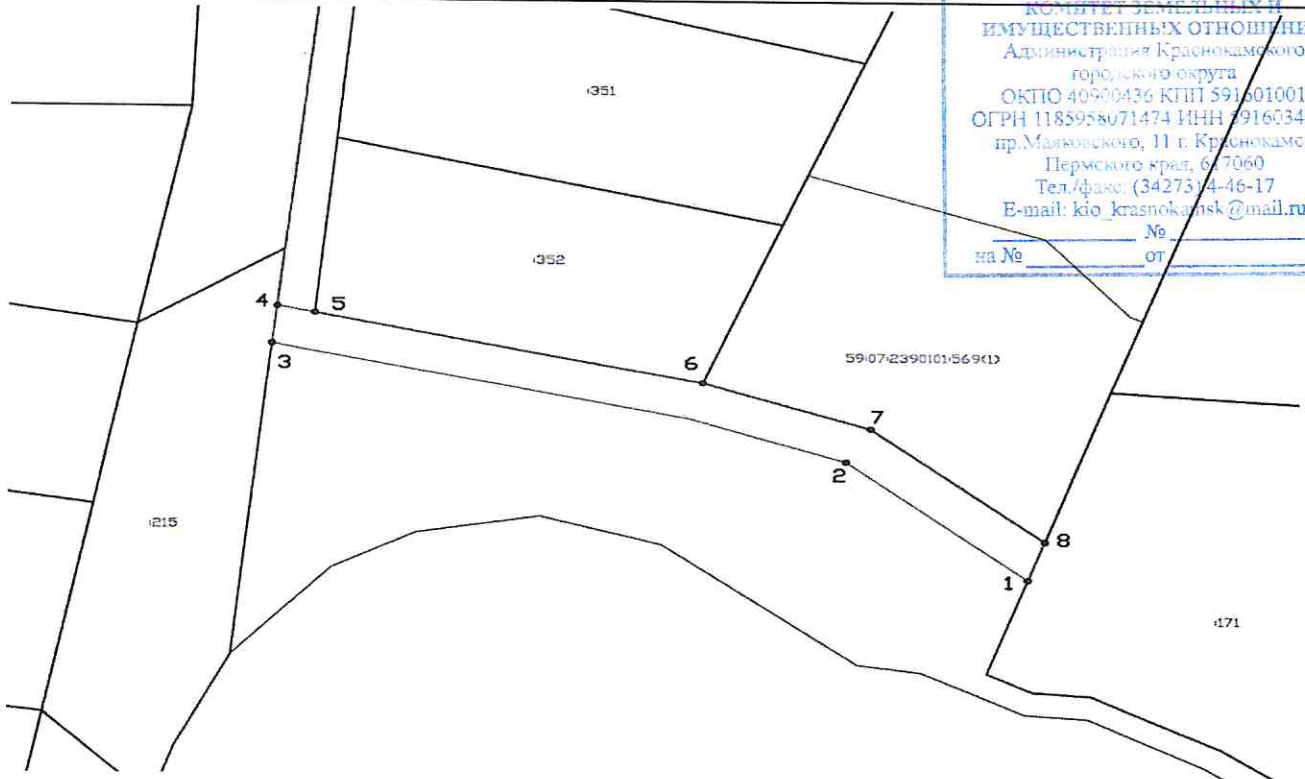 КОМИТЕТ ЗЕМЕЛЬНЫХ И
ИМУЩЕСТВЕННЫХ ОТНОШЕНИ
Администрация Краснокамского
городского округа
ОКПО 40900436 КПП 591601001
ОГРН 1185958071474 ИНН 5916034
пр.Маяковского, 11 г. Краснокамс
Пермского края, 617060
Тел./факс: (34273) 4-46-17
E-mail: kio_krasnokamsk@mail.ru
№
на № от
:351
:352
4 5
3
6
59:07:2390101:569(1)
7
2
:215
8
1
:171